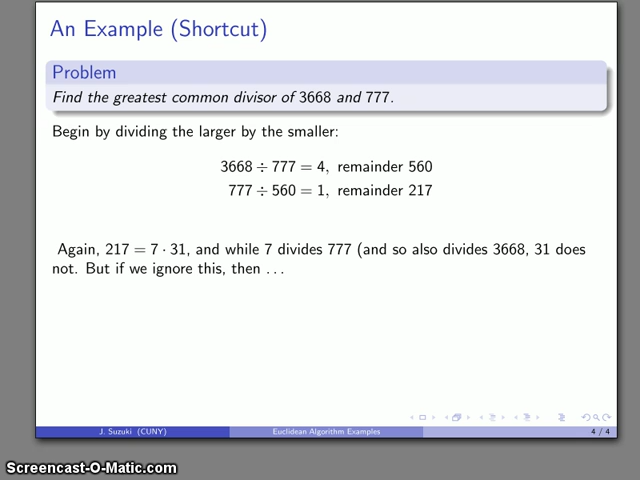 An Example (Shortcut)
Problem
Find the greatest common divisor of 3668 and 777.
Begin by dividing the larger by the smaller:
3668 ÷ 777 = 4, remainder 560
777 ÷ 560 = 1, remainder 217
Again, 217 = 7 · 31, and while 7 divides 777 (and so also divides 3668, 31 does
not. But if we ignore this, then ...
J. Suzuki (CUNY) Euclidean Algorithm Examples 4 / 4
Screencast-O-Matic.com